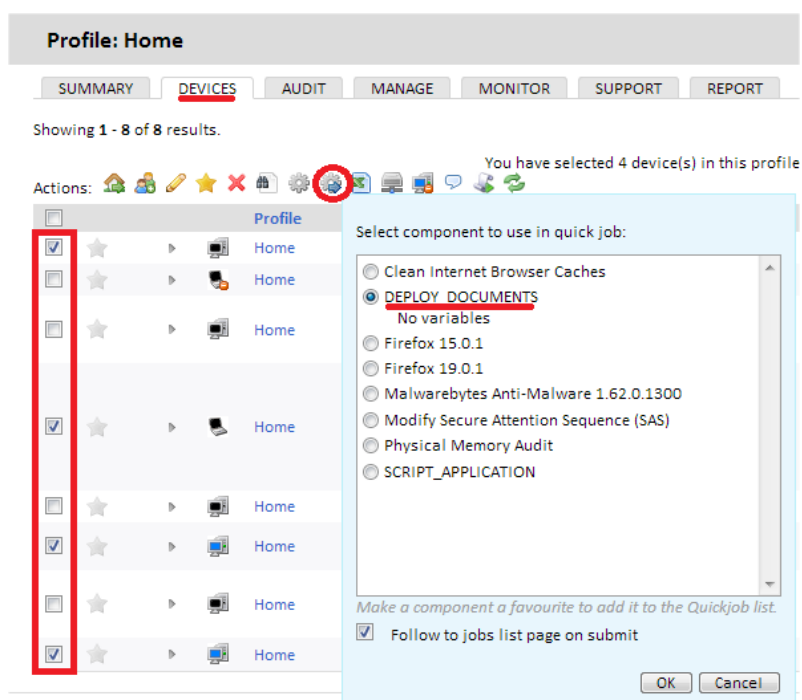 Profile: Home
SUMMARY DEVICES AUDIT MANAGE MONITOR SUPPORT REPORT
Showing 1 - 8 of 8 results.
You have selected 4 device(s) in this profile
Actions:
Profile
Home
Home
Home
Home
Home
Home
Home
Home
Select component to use in quick job:
Clean Internet Browser Caches
DEPLOY_DOCUMENTS
No variables
Firefox 15.0.1
Firefox 19.0.1
Malwarebytes Anti-Malware 1.62.0.1300
Modify Secure Attention Sequence (SAS)
Physical Memory Audit
SCRIPT_APPLICATION
Make a component a favourite to add it to the Quickjob list.
Follow to jobs list page on submit
OK Cancel